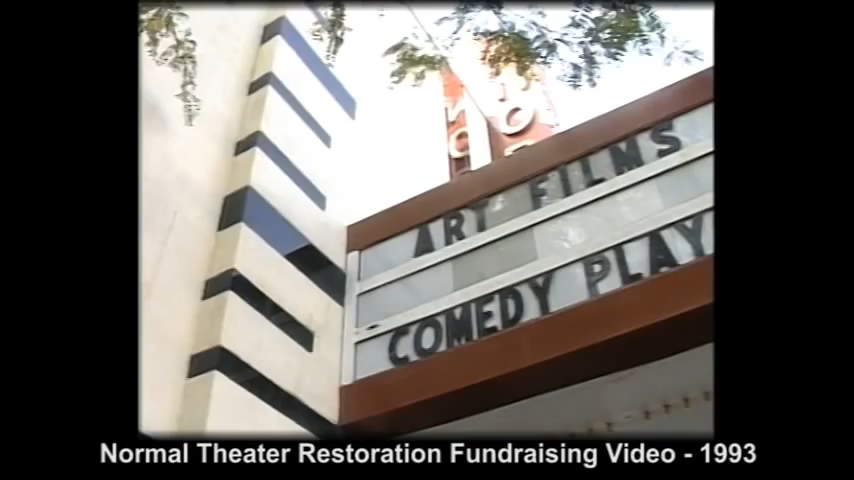 ART FILMS
COMEDY PLAY
Normal Theater Restoration Fundraising Video - 1993